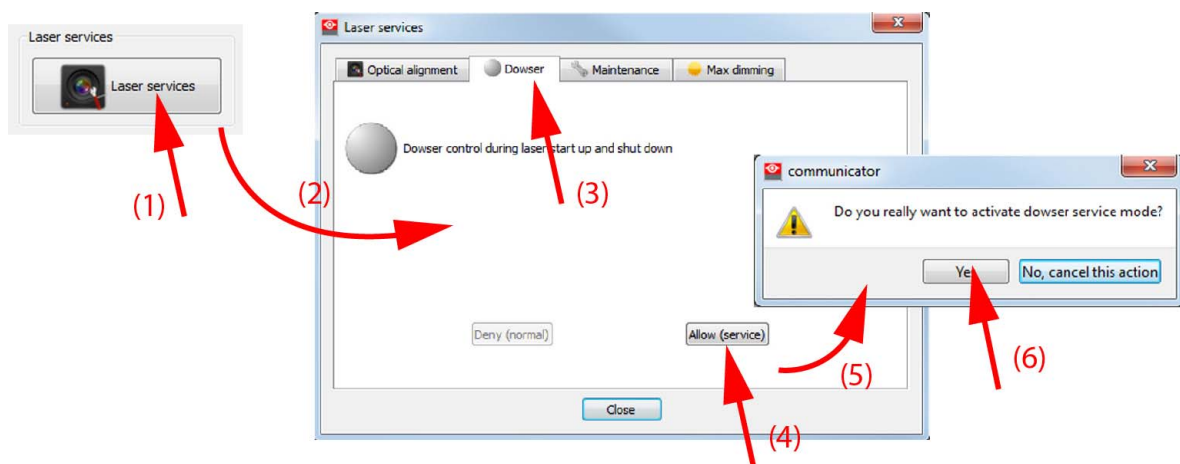 Laser services
Laser services
(1)
(2)
Laser services
Optical alignment
Dowser
Maintenance
Max dimming
Dowser control during laser start up and shut down
(3)
Deny (normal)
Allow (service)
Close
(4)
(5)
communicator
Do you really want to activate dowser service mode?
Yes
No, cancel this action
(6)